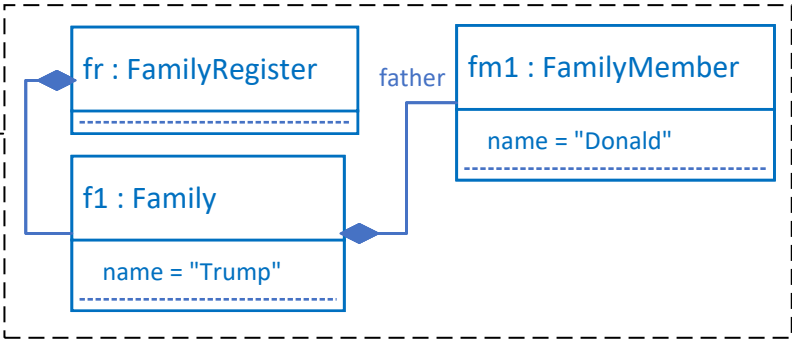 fr : FamilyRegister
father
fm1 : FamilyMember
name = "Donald"
f1 : Family
name = "Trump"